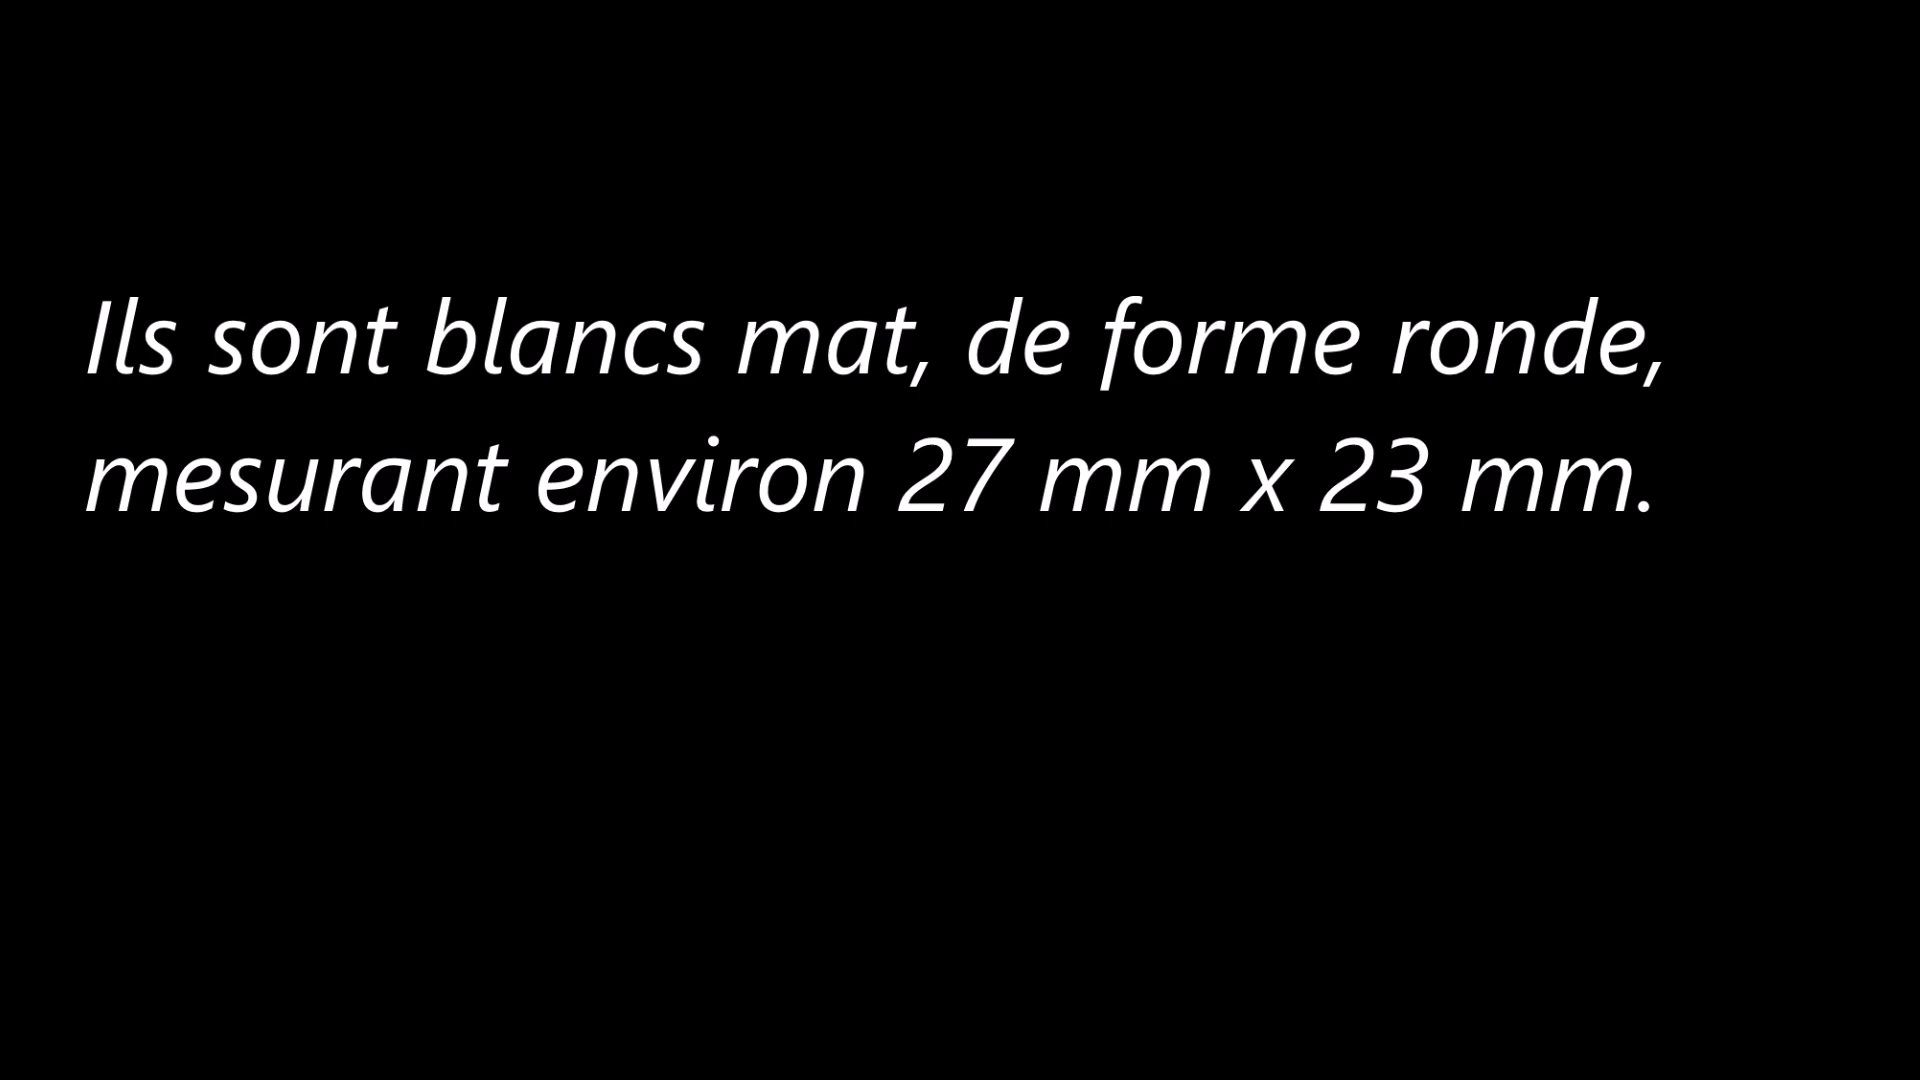 Ils sont blancs mat, de forme ronde,
mesurant environ 27 mm x 23 mm.